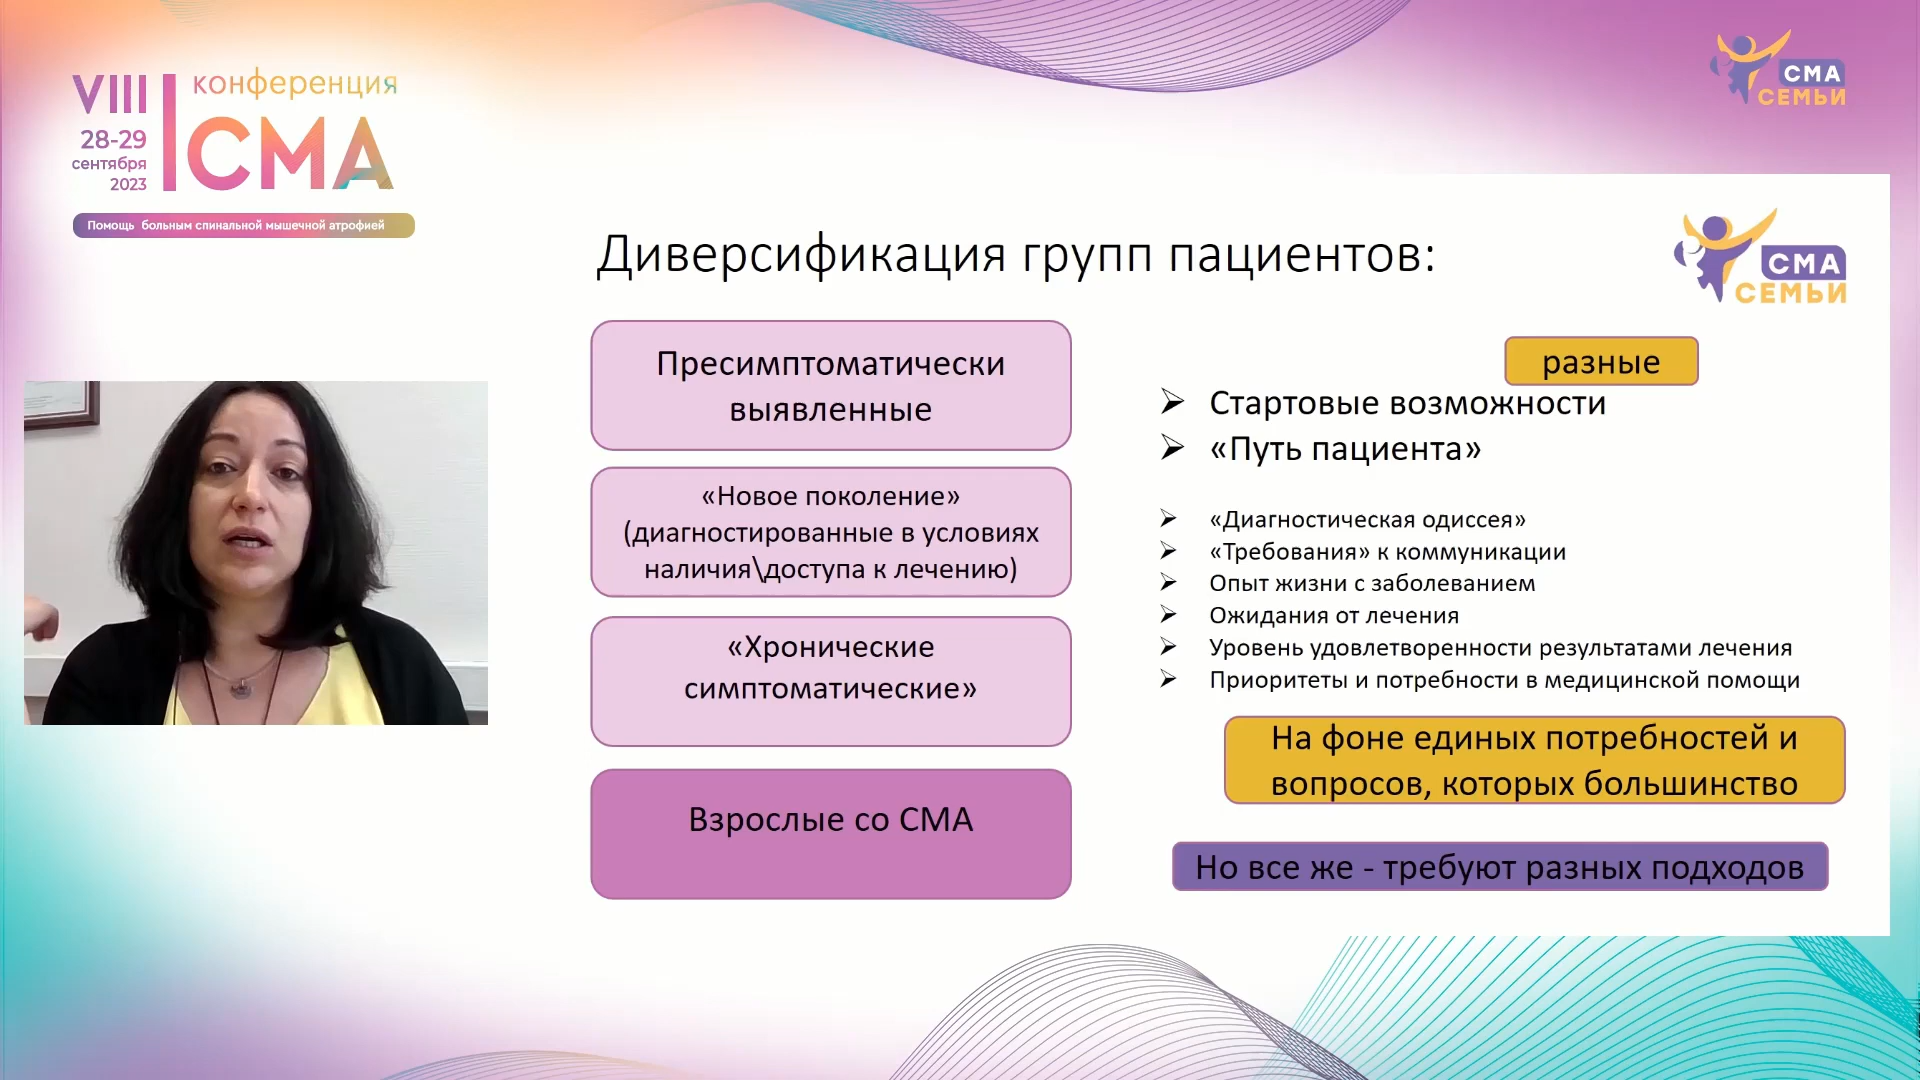 VIII
28-29
сентября
2023
конференция
СМА
Помощь больным спинальной мышечной атрофией
СМА
СЕМЬИ
Диверсификация групп пациентов:
СМА
СЕМЬИ
Пресимптоматически
выявленные
«Новое поколение»
(диагностированные в условиях
наличия\доступа к лечению)
«Хронические
симптоматические»
Взрослые со СМА
разные
Стартовые возможности
«Путь пациента»
«Диагностическая одиссея»
«Требования» к коммуникации
Опыт жизни с заболеванием
Ожидания от лечения
Уровень удовлетворенности результатами лечения
Приоритеты и потребности в медицинской помощи
На фоне единых потребностей и
вопросов, которых большинство
Но все же - требуют разных подходов